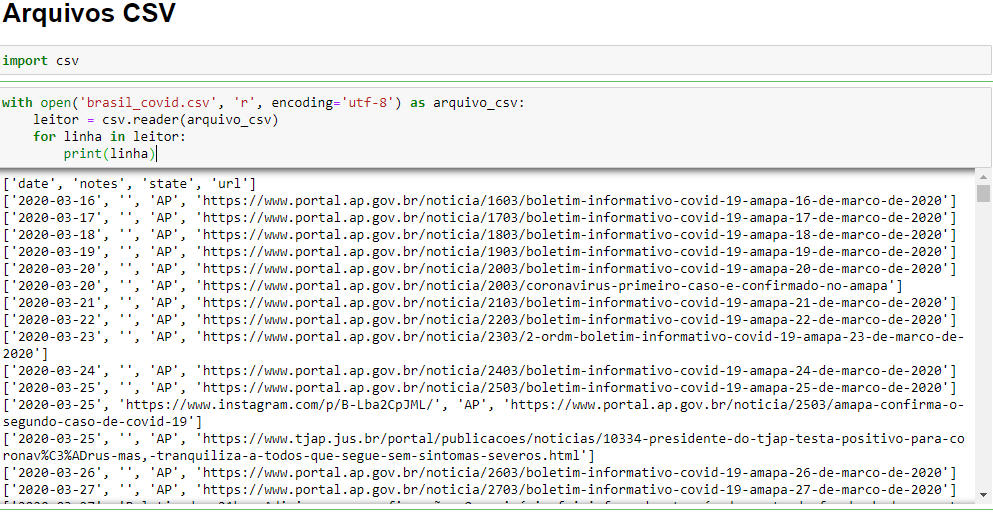 Arquivos CSV
import csv
with open('brasil_covid.csv', 'r', encoding='utf-8') as arquivo_csv:
    leitor = csv.reader(arquivo_csv)
    for linha in leitor:
        print(linha)
['date', 'notes', 'state', 'url']
['2020-03-16', '', 'AP', 'https://www.portal.ap.gov.br/noticia/1603/boletim-informativo-covid-19-amapa-16-de-marco-de-2020']
['2020-03-17', '', 'AP', 'https://www.portal.ap.gov.br/noticia/1703/boletim-informativo-covid-19-amapa-17-de-marco-de-2020']
['2020-03-18', '', 'AP', 'https://www.portal.ap.gov.br/noticia/1803/boletim-informativo-covid-19-amapa-18-de-marco-de-2020']
['2020-03-19', '', 'AP', 'https://www.portal.ap.gov.br/noticia/1903/boletim-informativo-covid-19-amapa-19-de-marco-de-2020']
['2020-03-20', '', 'AP', 'https://www.portal.ap.gov.br/noticia/2003/boletim-informativo-covid-19-amapa-20-de-marco-de-2020']
['2020-03-20', '', 'AP', 'https://www.portal.ap.gov.br/noticia/2003/coronavirus-primeiro-caso-e-confirmado-no-amapa']
['2020-03-21', '', 'AP', 'https://www.portal.ap.gov.br/noticia/2103/boletim-informativo-covid-19-amapa-21-de-marco-de-2020']
['2020-03-22', '', 'AP', 'https://www.portal.ap.gov.br/noticia/2203/boletim-informativo-covid-19-amapa-22-de-marco-de-2020']
['2020-03-23', '', 'AP', 'https://www.portal.ap.gov.br/noticia/2303/2-ordm-boletim-informativo-covid-19-amapa-23-de-marco-de-
2020']
['2020-03-24', '', 'AP', 'https://www.portal.ap.gov.br/noticia/2403/boletim-informativo-covid-19-amapa-24-de-marco-de-2020']
['2020-03-25', '', 'AP', 'https://www.portal.ap.gov.br/noticia/2503/boletim-informativo-covid-19-amapa-25-de-marco-de-2020']
['2020-03-25', 'https://www.instagram.com/p/B-Lba2CpJML/', 'AP', 'https://www.portal.ap.gov.br/noticia/2503/amapa-confirma-o-
segundo-caso-de-covid-19']
['2020-03-25', '', 'AP', 'https://www.tjap.jus.br/portal/publicacoes/noticias/10334-presidente-do-tjap-testa-positivo-para-co
ronav%C3%ADrus-mas,-tranquiliza-a-todos-que-segue-sem-sintomas-severos.html']
['2020-03-26', '', 'AP', 'https://www.portal.ap.gov.br/noticia/2603/boletim-informativo-covid-19-amapa-26-de-marco-de-2020']
['2020-03-27', '', 'AP', 'https://www.portal.ap.gov.br/noticia/2703/boletim-informativo-covid-19-amapa-27-de-marco-de-2020']